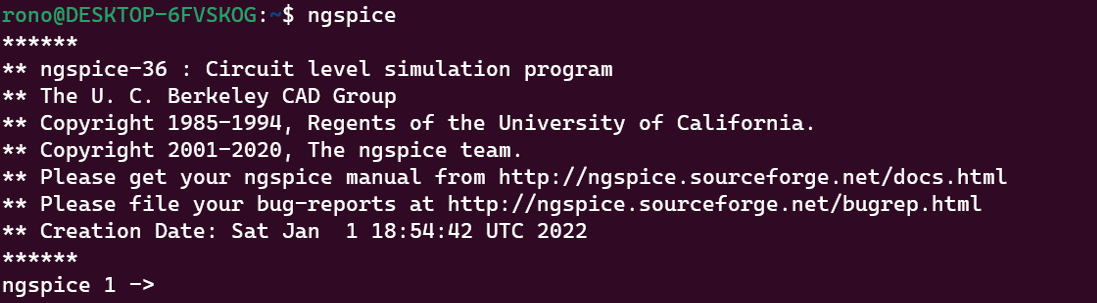 rono@DESKTOP-6FVSKOG:~$ ngspice
******
** ngspice-36 : Circuit level simulation program
** The U. C. Berkeley CAD Group
** Copyright 1985-1994, Regents of the University of California.
** Copyright 2001-2020, The ngspice team.
** Please get your ngspice manual from http://ngspice.sourceforge.net/docs.html
** Please file your bug-reports at http://ngspice.sourceforge.net/bugrep.html
** Creation Date: Sat Jan  1 18:54:42 UTC 2022
******
ngspice 1 ->